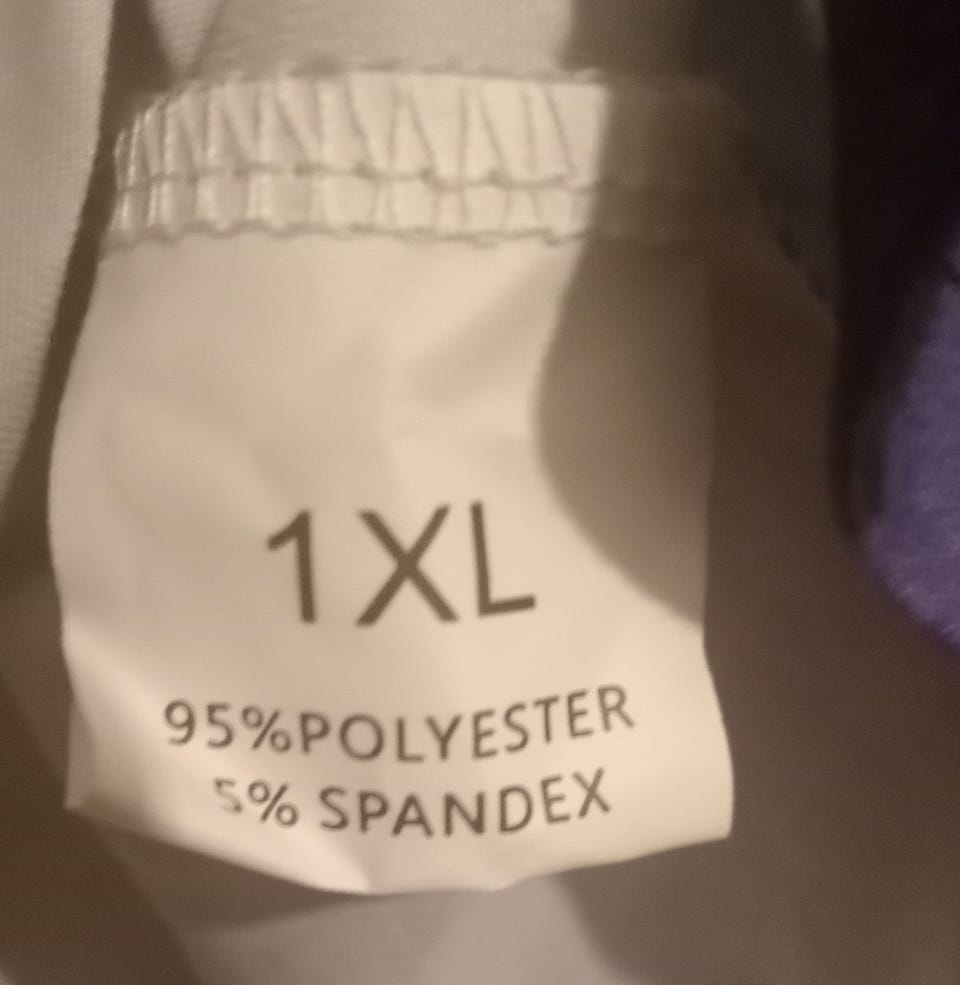 1XL
95%POLYESTER
5% SPANDEX